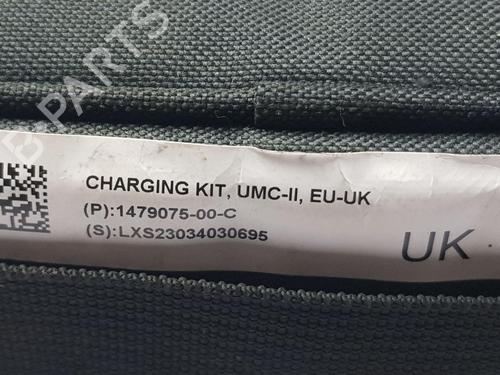 B PARTS
CHARGING KIT, UMC-II, EU-UK
(P):1479075-00-C
(S):LXS23034030695
UK